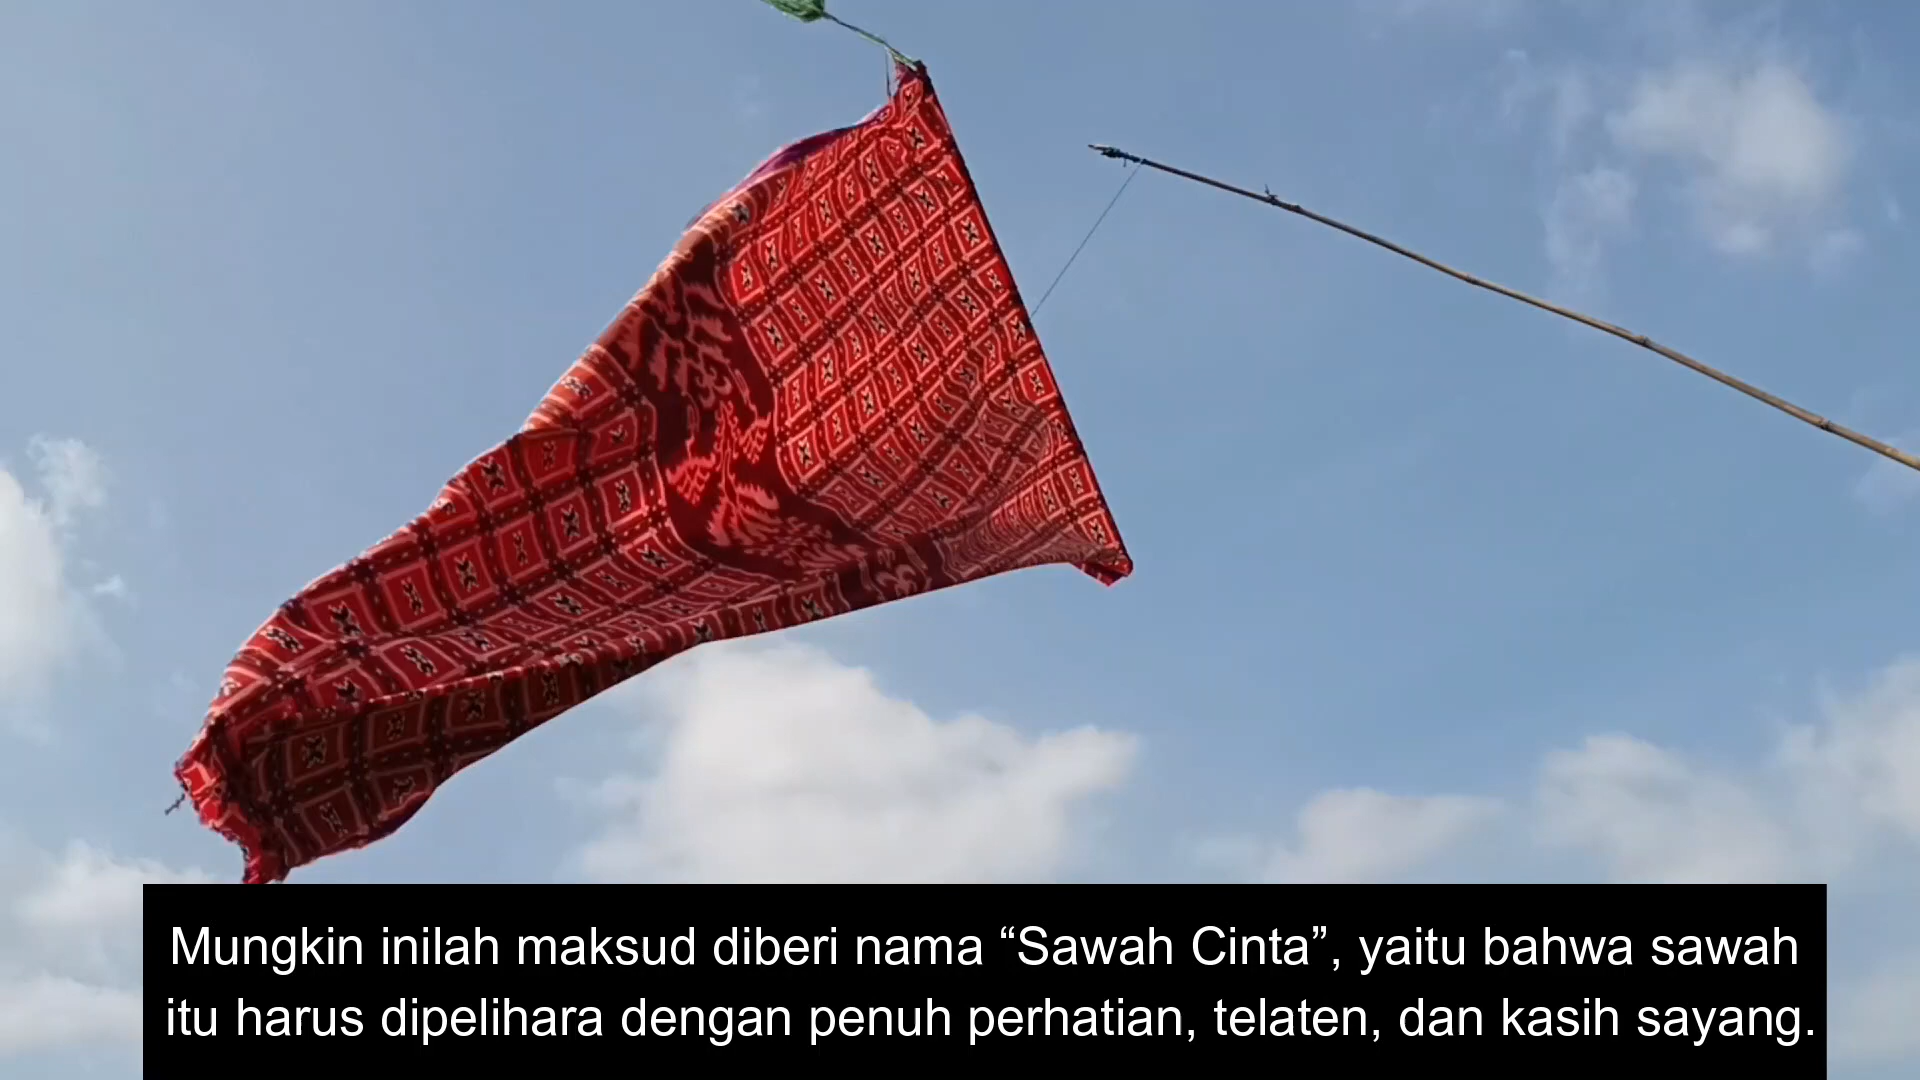 Mungkin inilah maksud diberi nama “Sawah Cinta”, yaitu bahwa sawah
itu harus dipelihara dengan penuh perhatian, telaten, dan kasih sayang.